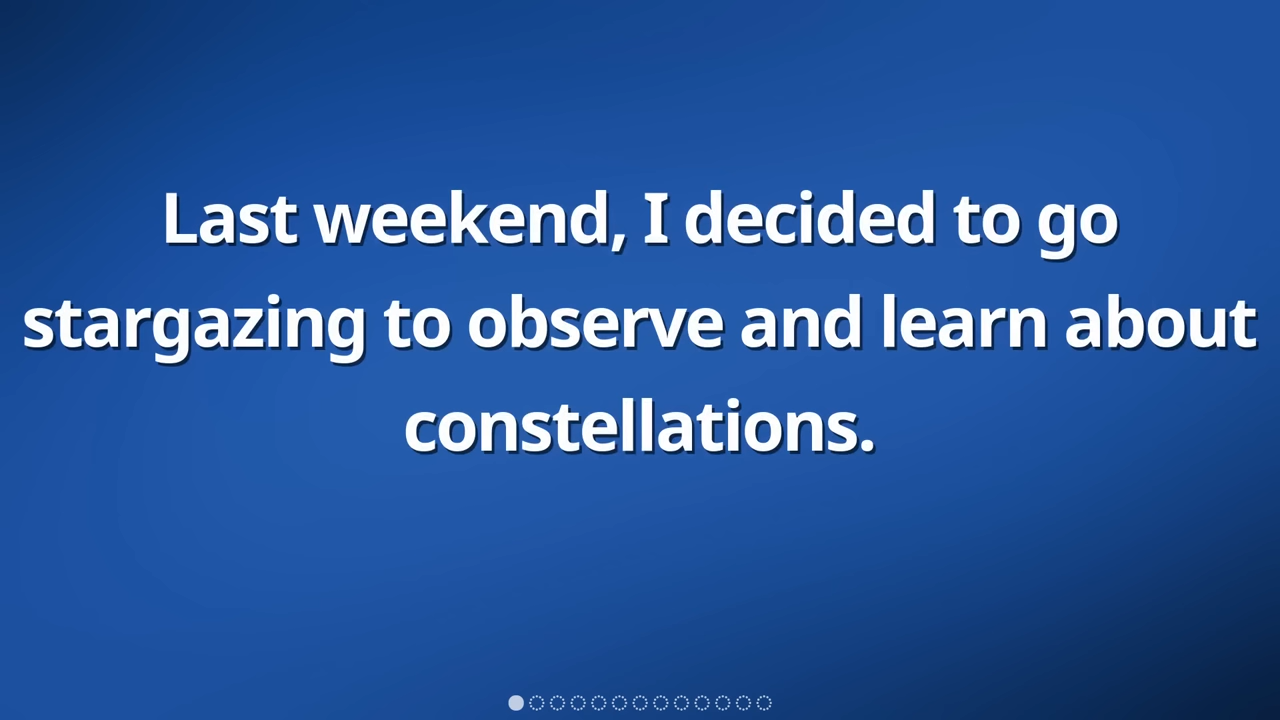 Last weekend, I decided to go
stargazing to observe and learn about
constellations.